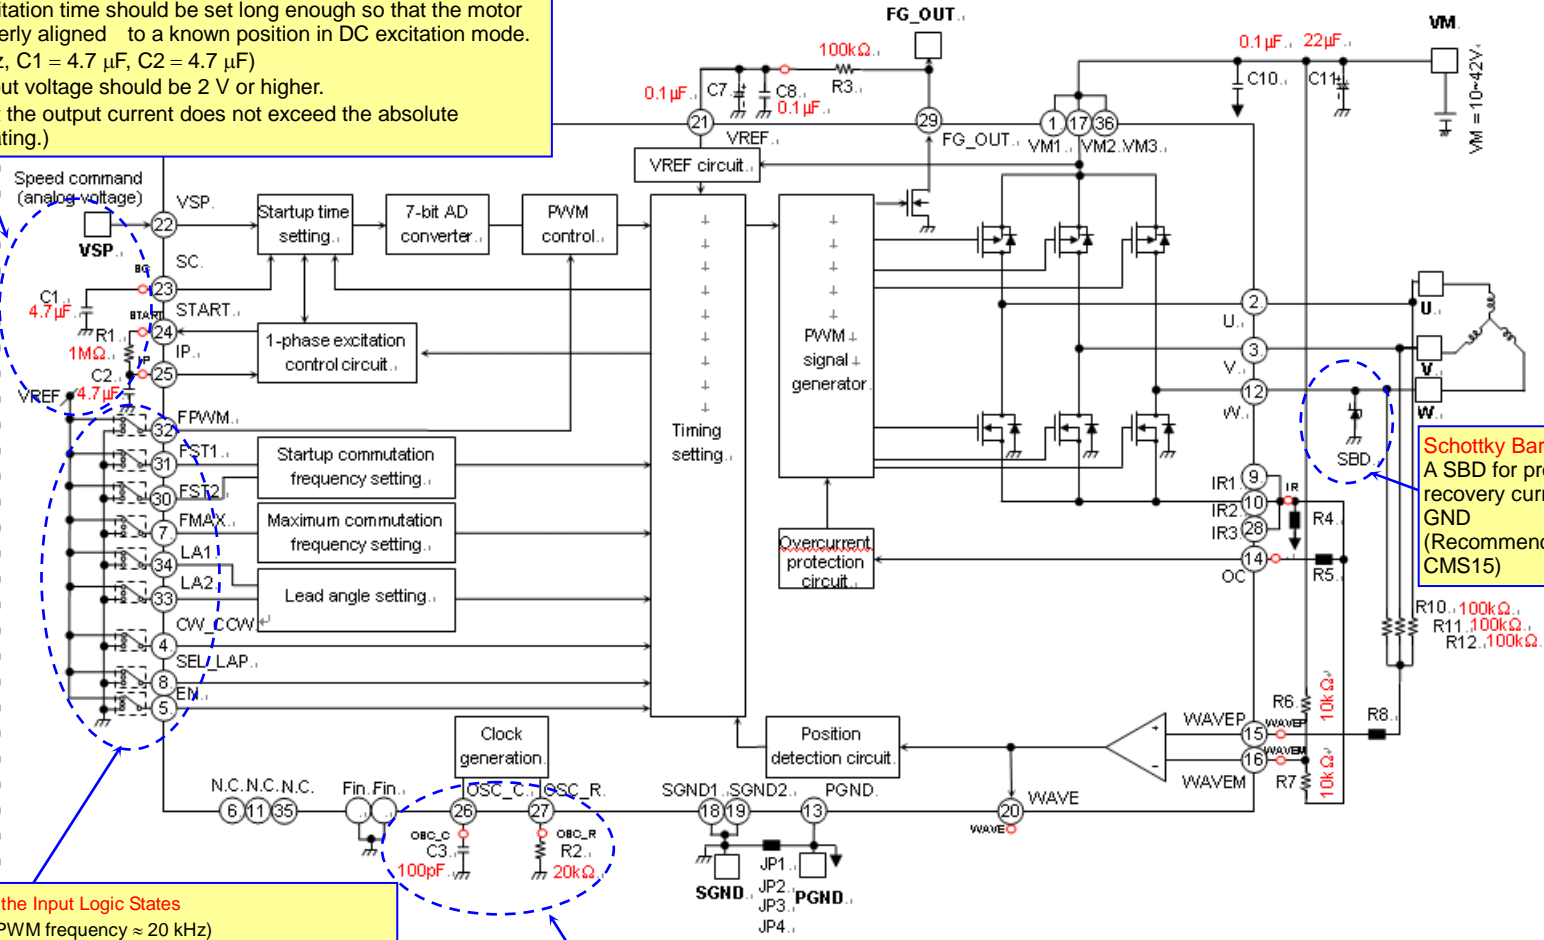 itation time should be set long enough so that the motor
erly aligned to a known position in DC excitation mode.
z, C1 = 4.7 μF, C2 = 4.7 μF)
out voltage should be 2 V or higher.
t the output current does not exceed the absolute
ating.)
FG_OUT
VM
0.1μF
22μF
C10
C11
VM = 10~42V
100kΩ
R3
0.1μF
C7
C8
0.1μF
21
VREF
29
FG_OUT
1
17
36
VM1
VM2
VM3
VREF circuit
Speed command
(analog voltage)
VSP
22
VSP
Startup time
setting
7-bit AD
converter
PWM
control
SC
23
C1
4.7μF
START
START
24
R1
1MΩ
IP
IP
25
C2
4.7μF
VREF
1-phase excitation
control circuit
Timing
setting
PWM
signal
generator
FPWM
32
FST1
31
FST2
30
Startup commutation
frequency setting
FMAX
7
Maximum commutation
frequency setting
LA1
34
LA2
33
Lead angle setting
CW_CCW
4
SEL_LAP
8
EN
5
2
U
U
3
V
V
12
W
W
SBD
Schottky Bar
A SBD for pre
recovery curr
GND
(Recommend
CMS15)
IR1
9
IR2
10
IR
IR3
28
R4
14
OC
R5
Overcurrent
protection
circuit
R10 100kΩ
R11 100kΩ
R12 100kΩ
R6
10kΩ
R8
WAVEP
15
WAVEP
16
WAVEM
WAVEM
R7
10kΩ
Clock
generation
Position
detection circuit
N.C. N.C. N.C.
6
11
35
Fin Fin
OSC_C
26
OSC_R
27
OSC_C
C3
100pF
OSC_R
R2
20kΩ
SGND1 SGND2
18
19
PGND
13
SGND
JP1
JP2
JP3
JP4
PGND
20
WAVE
WAVE
the Input Logic States
PWM frequency ≈ 20 kHz)